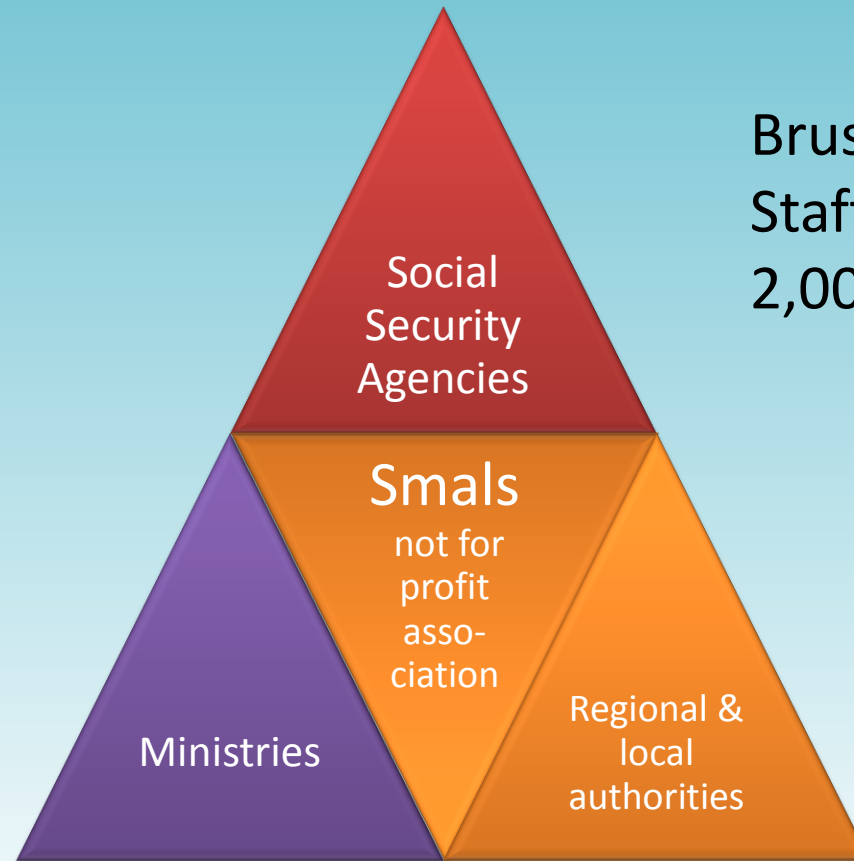 Social
Security
Agencies
Smals
not for
profit
asso-
ciation
Ministries
Regional &
local
authorities